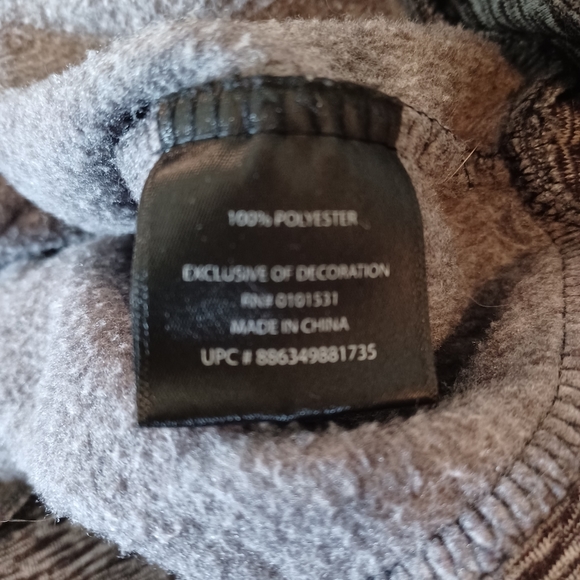 100% POLYESTER
EXCLUSIVE OF DECORATION
RN# 0101531
MADE IN CHINA
UPC # 886349881735